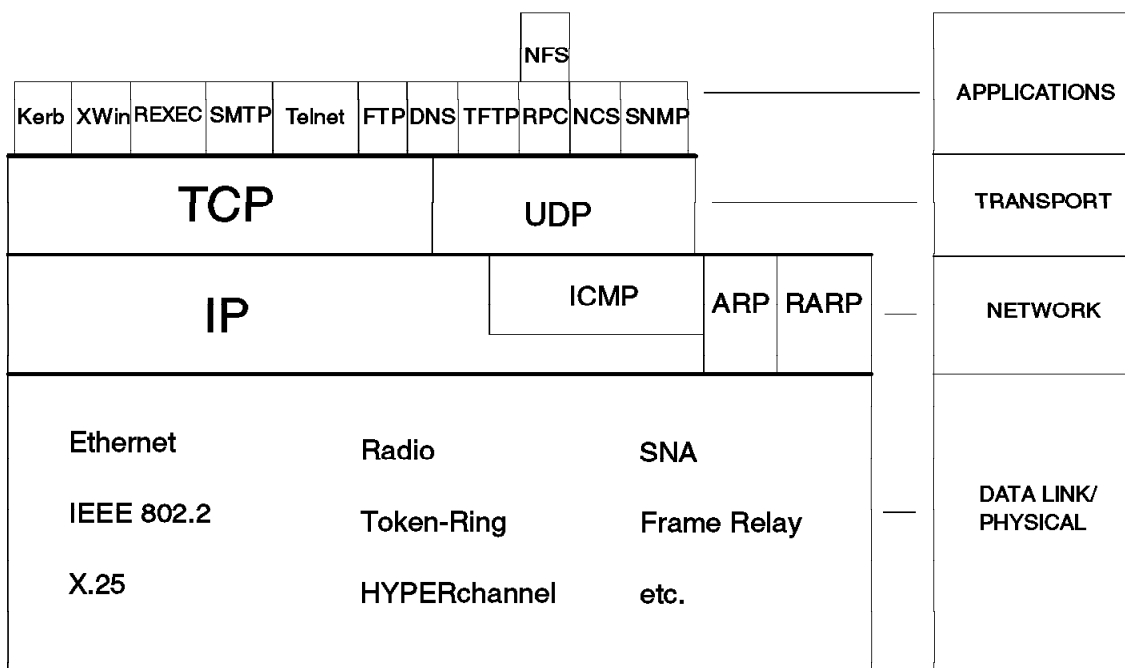 NFS
APPLICATIONS
Kerb XWin REXEC SMTP Telnet FTP DNS TFTP RPC NCS SNMP
TCP UDP TRANSPORT
IP ICMP ARP RARP NETWORK
Ethernet Radio SNA
IEEE 802.2 Token-Ring Frame Relay
X.25 HYPERchannel etc.
DATA LINK/
PHYSICAL